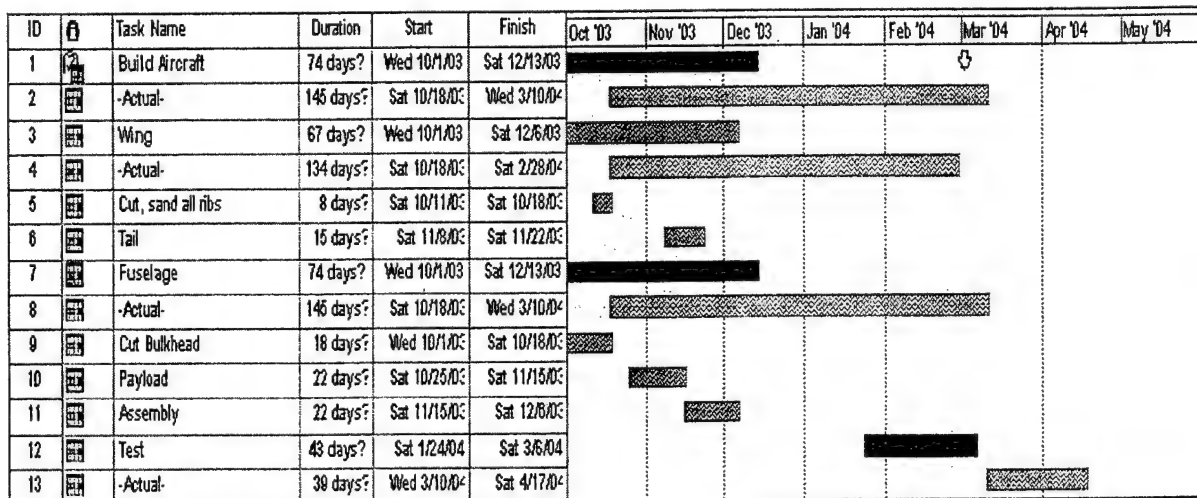 ID Task Name Duration Start Finish Oct '03 Nov '03 Dec '03 Jan '04 Feb '04 Mar '04 Apr '04 May '04
1 Build Aircraft 74 days? Wed 10/1/03 Sat 12/13/03
2 -Actual- 145 days? Sat 10/18/03 Wed 3/10/04
3 Wing 67 days? Wed 10/1/03 Sat 12/6/03
4 -Actual- 134 days? Sat 10/18/03 Sat 2/28/04
5 Cut, sand all ribs 8 days? Sat 10/11/03 Sat 10/18/03
6 Tail 15 days? Sat 11/8/03 Sat 11/22/03
7 Fuselage 74 days? Wed 10/1/03 Sat 12/13/03
8 -Actual- 145 days? Sat 10/18/03 Wed 3/10/04
9 Cut Bulkhead 18 days? Wed 10/1/03 Sat 10/18/03
10 Payload 22 days? Sat 10/25/03 Sat 11/15/03
11 Assembly 22 days? Sat 11/15/03 Sat 12/6/03
12 Test 43 days? Sat 1/24/04 Sat 3/6/04
13 -Actual- 39 days? Wed 3/10/04 Sat 4/17/04